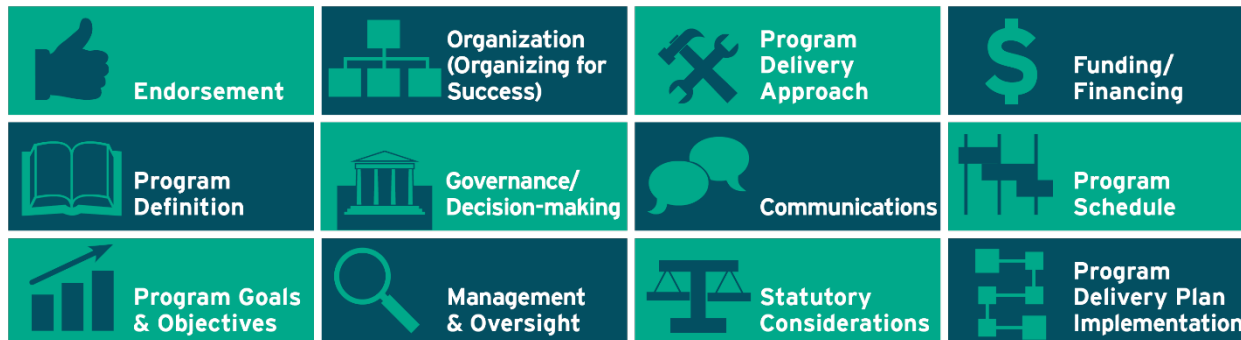 Endorsement
Organization
(Organizing for
Success)
Program
Delivery
Approach
Funding/
Financing
Program
Definition
Governance/
Decision-making
Communications
Program
Schedule
Program Goals
& Objectives
Management
& Oversight
Statutory
Considerations
Program
Delivery Plan
Implementation